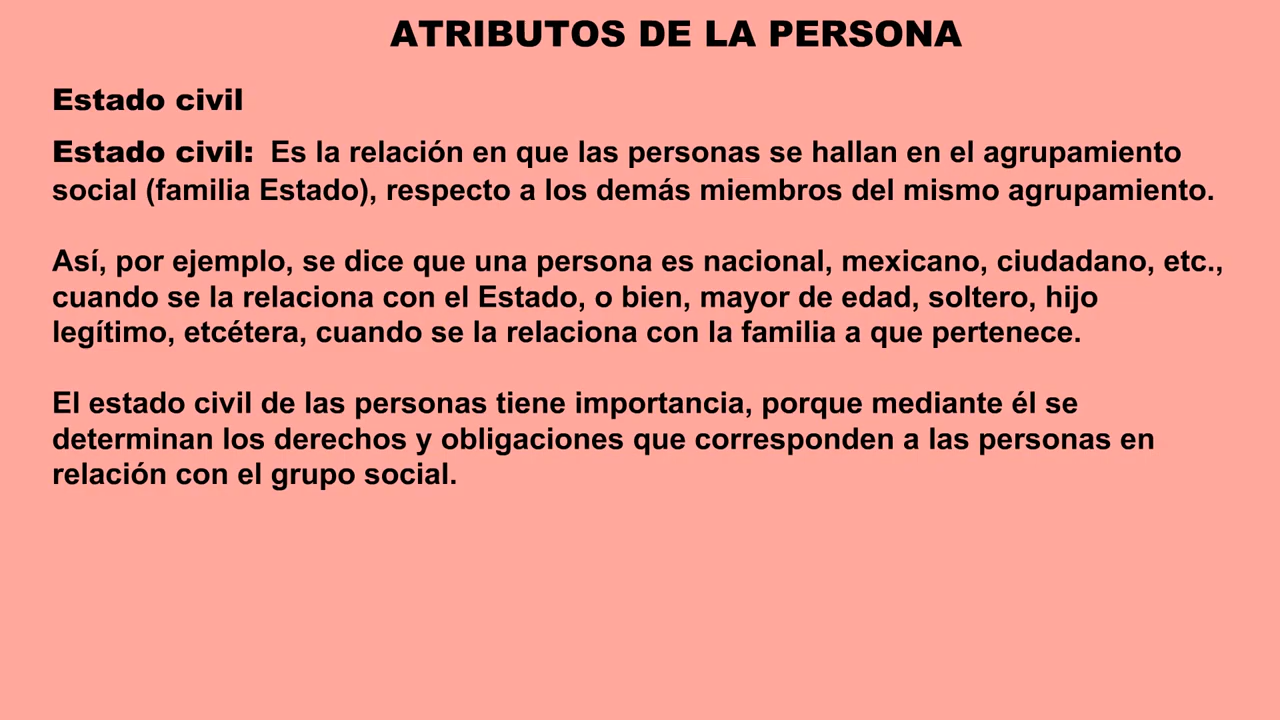 ATRIBUTOS DE LA PERSONA
Estado civil
Estado civil: Es la relación en que las personas se hallan en el agrupamiento
social (familia Estado), respecto a los demás miembros del mismo agrupamiento.
Así, por ejemplo, se dice que una persona es nacional, mexicano, ciudadano, etc.,
cuando se la relaciona con el Estado, o bien, mayor de edad, soltero, hijo
legítimo, etcétera, cuando se la relaciona con la familia a que pertenece.
El estado civil de las personas tiene importancia, porque mediante él se
determinan los derechos y obligaciones que corresponden a las personas en
relación con el grupo social.